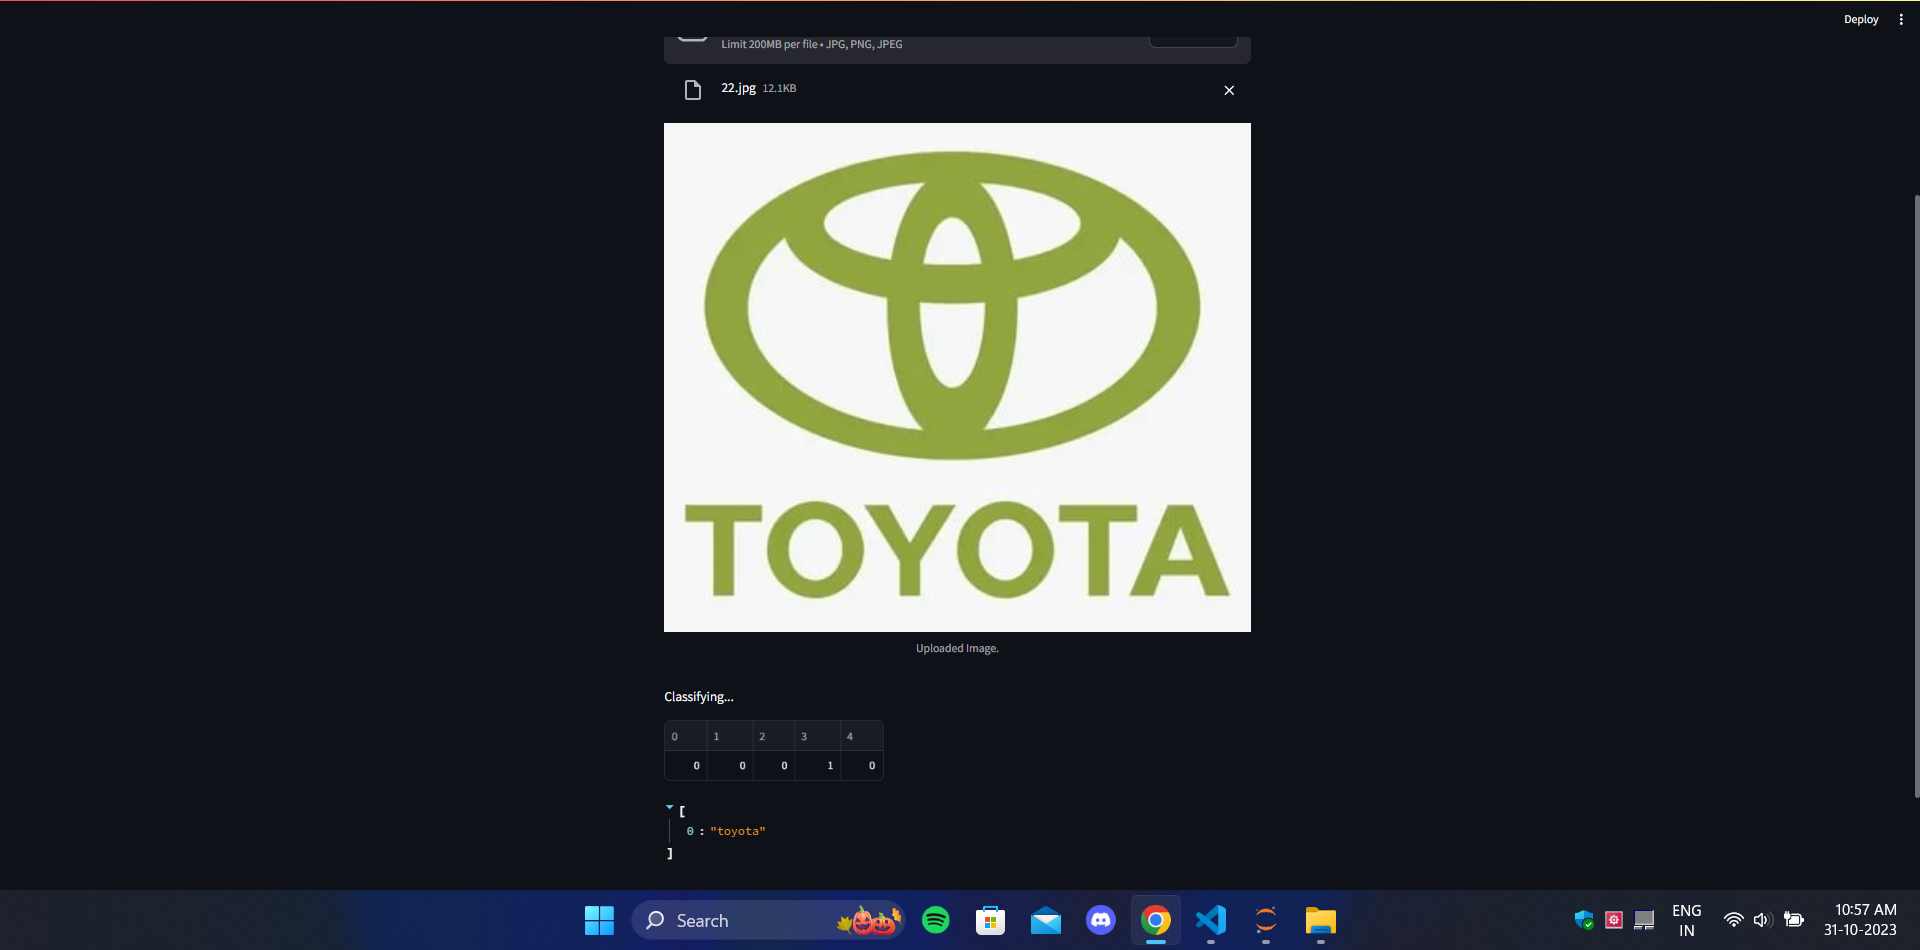 Deploy
Limit 200MB per file • JPG, PNG, JPEG
22.jpg 12.1KB
TOYOTA
Uploaded Image.
Classifying...
0 1 2 3 4
0 0 0 1 0
[
0 : "toyota"
]
Search
ENG
IN
10:57 AM
31-10-2023